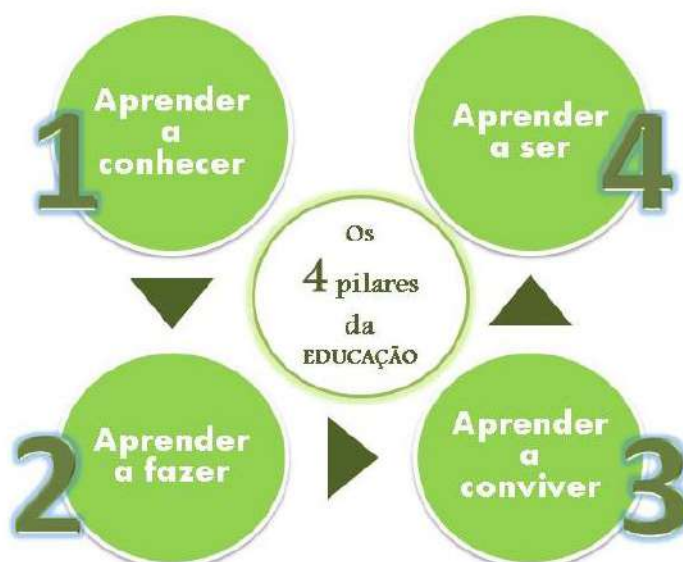 1
Aprender
a
conhecer
2
Aprender
a fazer
3
Aprender
a
conviver
4
Aprender
a ser
Os
4 pilares
da
EDUCAÇÃO